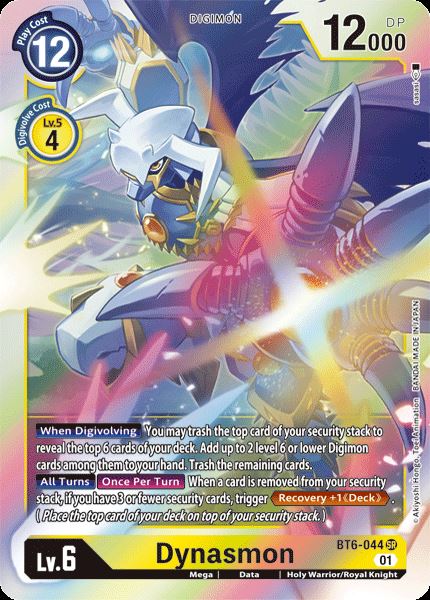 Play Cost
12
DIGIMON
DP
12000
Digivolve Cost
Lv.5
4
sasasi
©Akiyoshi Hongo, Toei Animation BANDAI MADE IN JAPAN
When Digivolving You may trash the top card of your security stack to
reveal the top 6 cards of your deck. Add up to 2 level 6 or lower Digimon
cards among them to your hand. Trash the remaining cards.
All Turns Once Per Turn When a card is removed from your security
stack, if you have 3 or fewer security cards, trigger <Recovery +1《Deck》>.
(Place the top card of your deck on top of your security stack.)
BT6-044 SR
Lv.6 Dynasmon 01
Mega | Data | Holy Warrior/Royal Knight